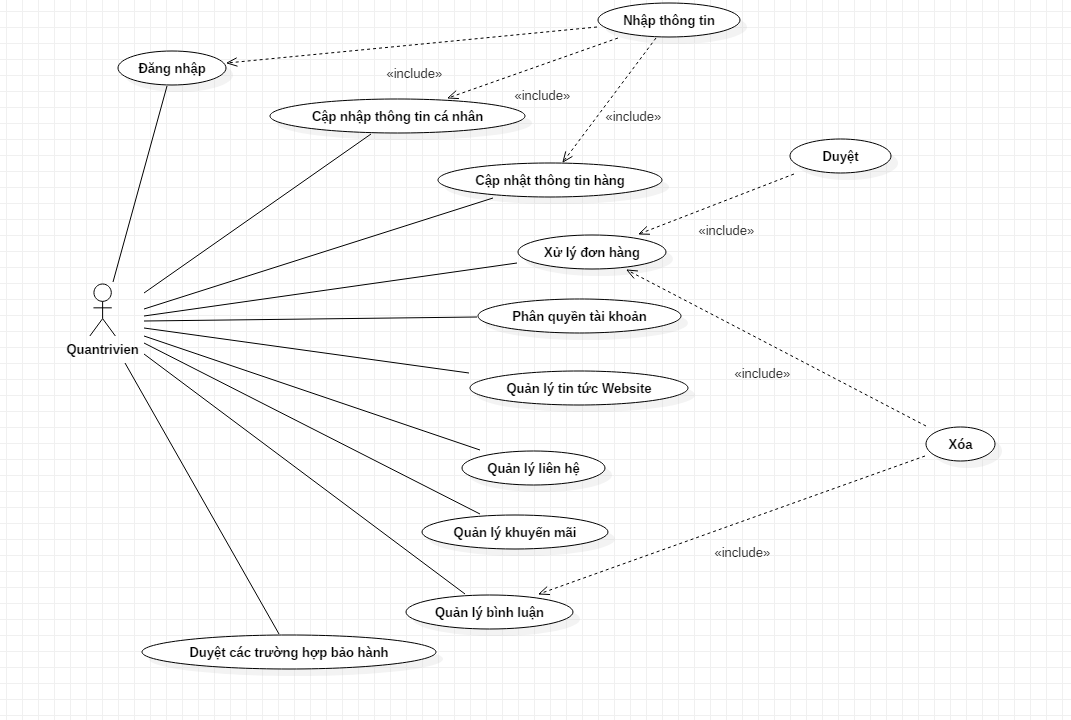 Nhập thông tin
Đăng nhập
«include»
«include»
Cập nhập thông tin cá nhân
«include»
Duyệt
Cập nhật thông tin hàng
«include»
Xử lý đơn hàng
Phân quyền tài khoản
Quantrivien
«include»
Quản lý tin tức Website
Xóa
Quản lý liên hệ
Quản lý khuyến mãi
«include»
Quản lý bình luận
Duyệt các trường hợp bảo hành